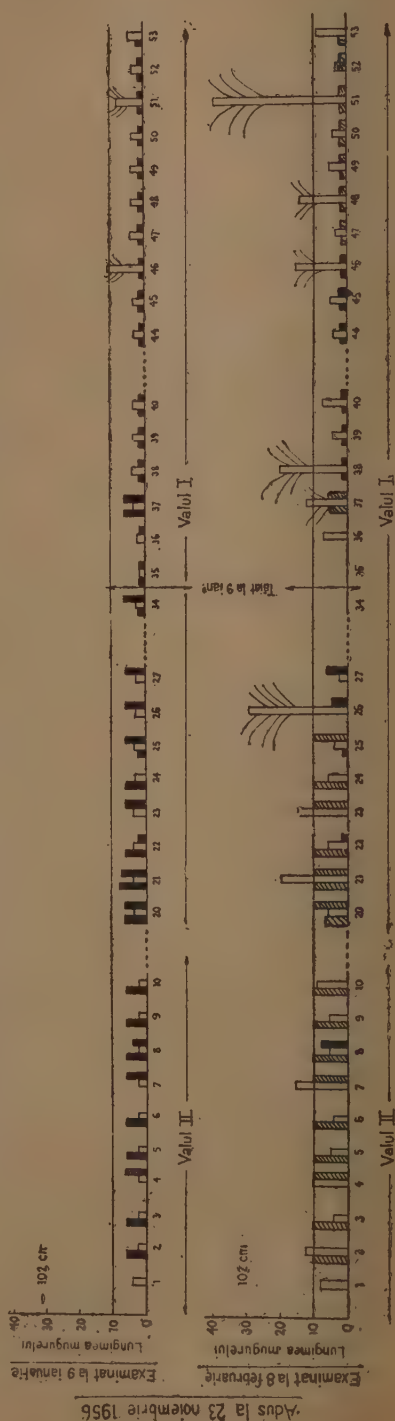 Adus la 23 noiembrie 1956
Examinat la 9 ianuarie
Lungimea mugurelui
40
30
20
10
0
102 cm
1 2 3 4 5 6 7 8 9 10 20 21 22 23 24 25 26 27 34 35 36 37 38 39 40 44 45 46 47 48 49 50 51 52 53
Valul II
Valul I
Tăiat la 9 ian.
Examinat la 8 februarie
Lungimea mugurelui
40
30
20
10
0
102 cm
1 2 3 4 5 6 7 8 9 10 20 21 22 23 24 25 26 27 34 36 37 38 39 40 44 45 46 47 48 49 50 51 52 53
Valul II
Valul I